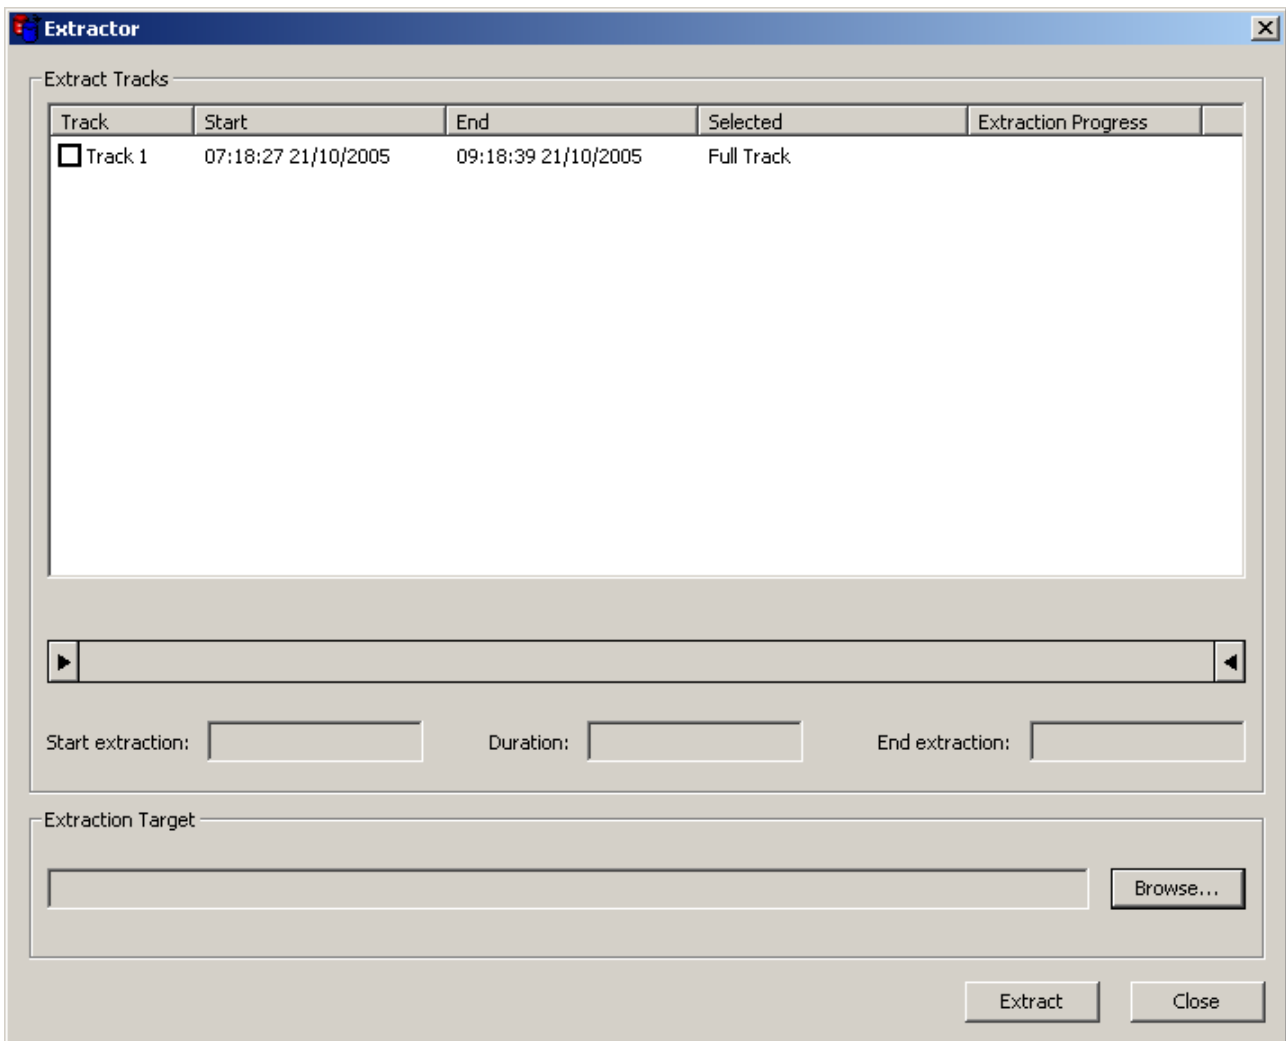 Extractor
Extract Tracks
Track Start End Selected Extraction Progress
Track 1 07:18:27 21/10/2005 09:18:39 21/10/2005 Full Track
Start extraction: Duration: End extraction:
Extraction Target
Browse...
Extract Close